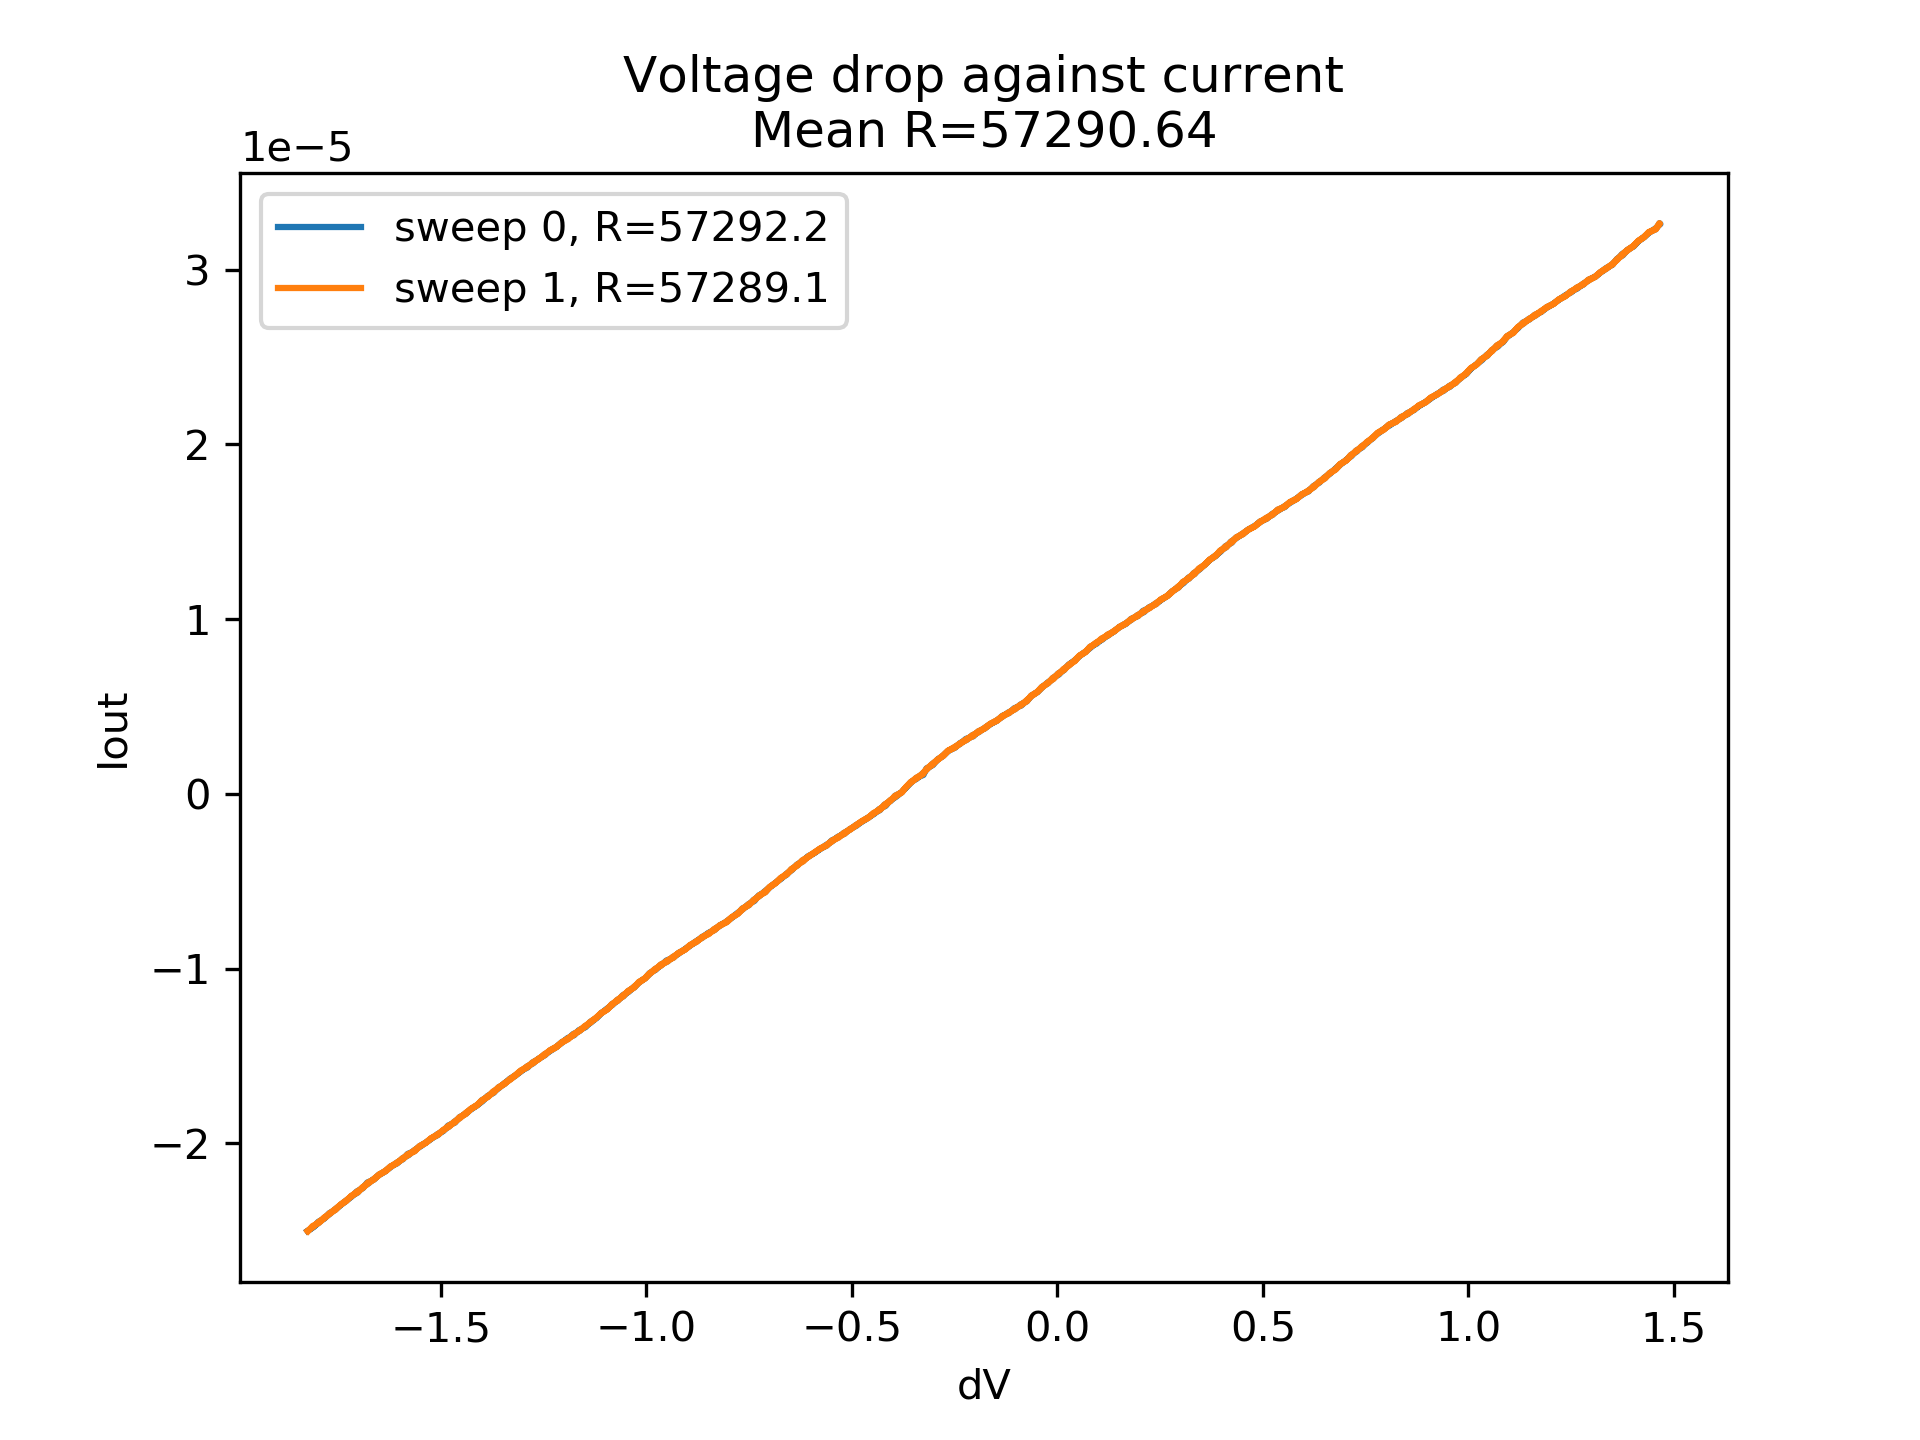 Voltage drop against current
Mean R=57290.64
1e−5
sweep 0, R=57292.2
sweep 1, R=57289.1
3
2
1
0
−1
−2
Iout
−1.5 −1.0 −0.5 0.0 0.5 1.0 1.5
dV